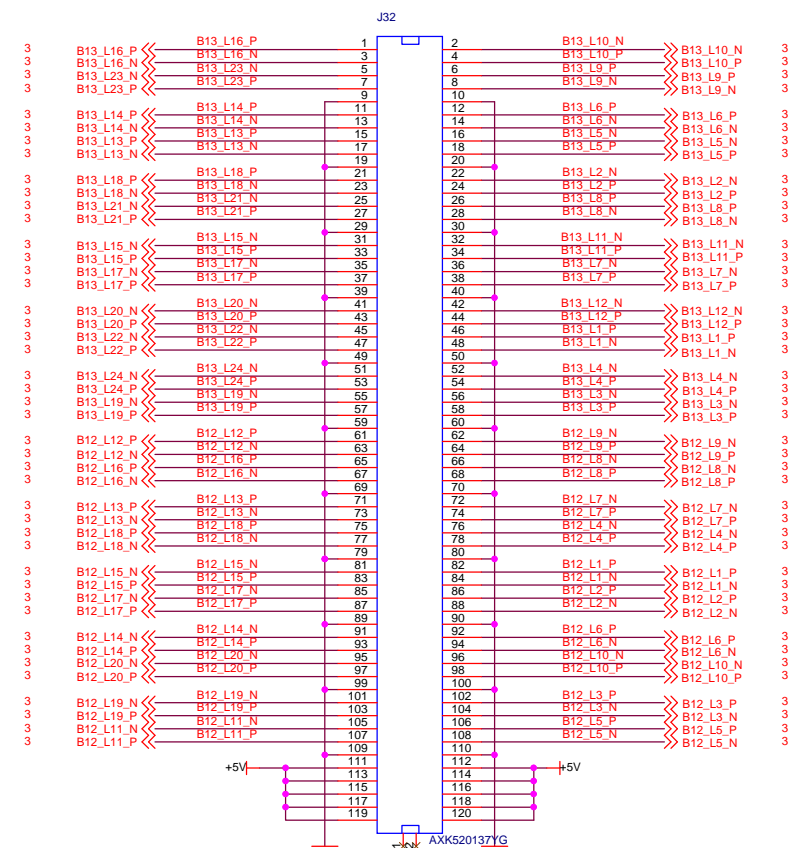 J32
3 B13_L16_P B13_L16_P 1 2 B13_L10_N B13_L10_N 3
3 B13_L16_N B13_L16_N 3 4 B13_L10_P B13_L10_P 3
3 B13_L23_N B13_L23_N 5 6 B13_L9_P B13_L9_P 3
3 B13_L23_P B13_L23_P 7 8 B13_L9_N B13_L9_N 3
9 10
3 B13_L14_P B13_L14_P 11 12 B13_L6_P B13_L6_P 3
3 B13_L14_N B13_L14_N 13 14 B13_L6_N B13_L6_N 3
3 B13_L13_P B13_L13_P 15 16 B13_L5_N B13_L5_N 3
3 B13_L13_N B13_L13_N 17 18 B13_L5_P B13_L5_P 3
19 20
3 B13_L18_P B13_L18_P 21 22 B13_L2_N B13_L2_N 3
3 B13_L18_N B13_L18_N 23 24 B13_L2_P B13_L2_P 3
3 B13_L21_N B13_L21_N 25 26 B13_L8_P B13_L8_P 3
3 B13_L21_P B13_L21_P 27 28 B13_L8_N B13_L8_N 3
29 30
3 B13_L15_N B13_L15_N 31 32 B13_L11_N B13_L11_N 3
3 B13_L15_P B13_L15_P 33 34 B13_L11_P B13_L11_P 3
3 B13_L17_N B13_L17_N 35 36 B13_L7_N B13_L7_N 3
3 B13_L17_P B13_L17_P 37 38 B13_L7_P B13_L7_P 3
39 40
3 B13_L20_N B13_L20_N 41 42 B13_L12_N B13_L12_N 3
3 B13_L20_P B13_L20_P 43 44 B13_L12_P B13_L12_P 3
3 B13_L22_N B13_L22_N 45 46 B13_L1_P B13_L1_P 3
3 B13_L22_P B13_L22_P 47 48 B13_L1_N B13_L1_N 3
49 50
3 B13_L24_N B13_L24_N 51 52 B13_L4_N B13_L4_N 3
3 B13_L24_P B13_L24_P 53 54 B13_L4_P B13_L4_P 3
3 B13_L19_N B13_L19_N 55 56 B13_L3_N B13_L3_N 3
3 B13_L19_P B13_L19_P 57 58 B13_L3_P B13_L3_P 3
59 60
3 B12_L12_P B12_L12_P 61 62 B12_L9_N B12_L9_N 3
3 B12_L12_N B12_L12_N 63 64 B12_L9_P B12_L9_P 3
3 B12_L16_P B12_L16_P 65 66 B12_L8_N B12_L8_N 3
3 B12_L16_N B12_L16_N 67 68 B12_L8_P B12_L8_P 3
69 70
3 B12_L13_P B12_L13_P 71 72 B12_L7_N B12_L7_N 3
3 B12_L13_N B12_L13_N 73 74 B12_L7_P B12_L7_P 3
3 B12_L18_P B12_L18_P 75 76 B12_L4_N B12_L4_N 3
3 B12_L18_N B12_L18_N 77 78 B12_L4_P B12_L4_P 3
79 80
3 B12_L15_N B12_L15_N 81 82 B12_L1_P B12_L1_P 3
3 B12_L15_P B12_L15_P 83 84 B12_L1_N B12_L1_N 3
3 B12_L17_N B12_L17_N 85 86 B12_L2_P B12_L2_P 3
3 B12_L17_P B12_L17_P 87 88 B12_L2_N B12_L2_N 3
89 90
3 B12_L14_N B12_L14_N 91 92 B12_L6_P B12_L6_P 3
3 B12_L14_P B12_L14_P 93 94 B12_L6_N B12_L6_N 3
3 B12_L20_N B12_L20_N 95 96 B12_L10_N B12_L10_N 3
3 B12_L20_P B12_L20_P 97 98 B12_L10_P B12_L10_P 3
99 100
3 B12_L19_N B12_L19_N 101 102 B12_L3_P B12_L3_P 3
3 B12_L19_P B12_L19_P 103 104 B12_L3_N B12_L3_N 3
3 B12_L11_N B12_L11_N 105 106 B12_L5_P B12_L5_P 3
3 B12_L11_P B12_L11_P 107 108 B12_L5_N B12_L5_N 3
109 110
+5V 111 112 +5V
113 114
115 116
117 118
119 120
1 2 AXK520137YG